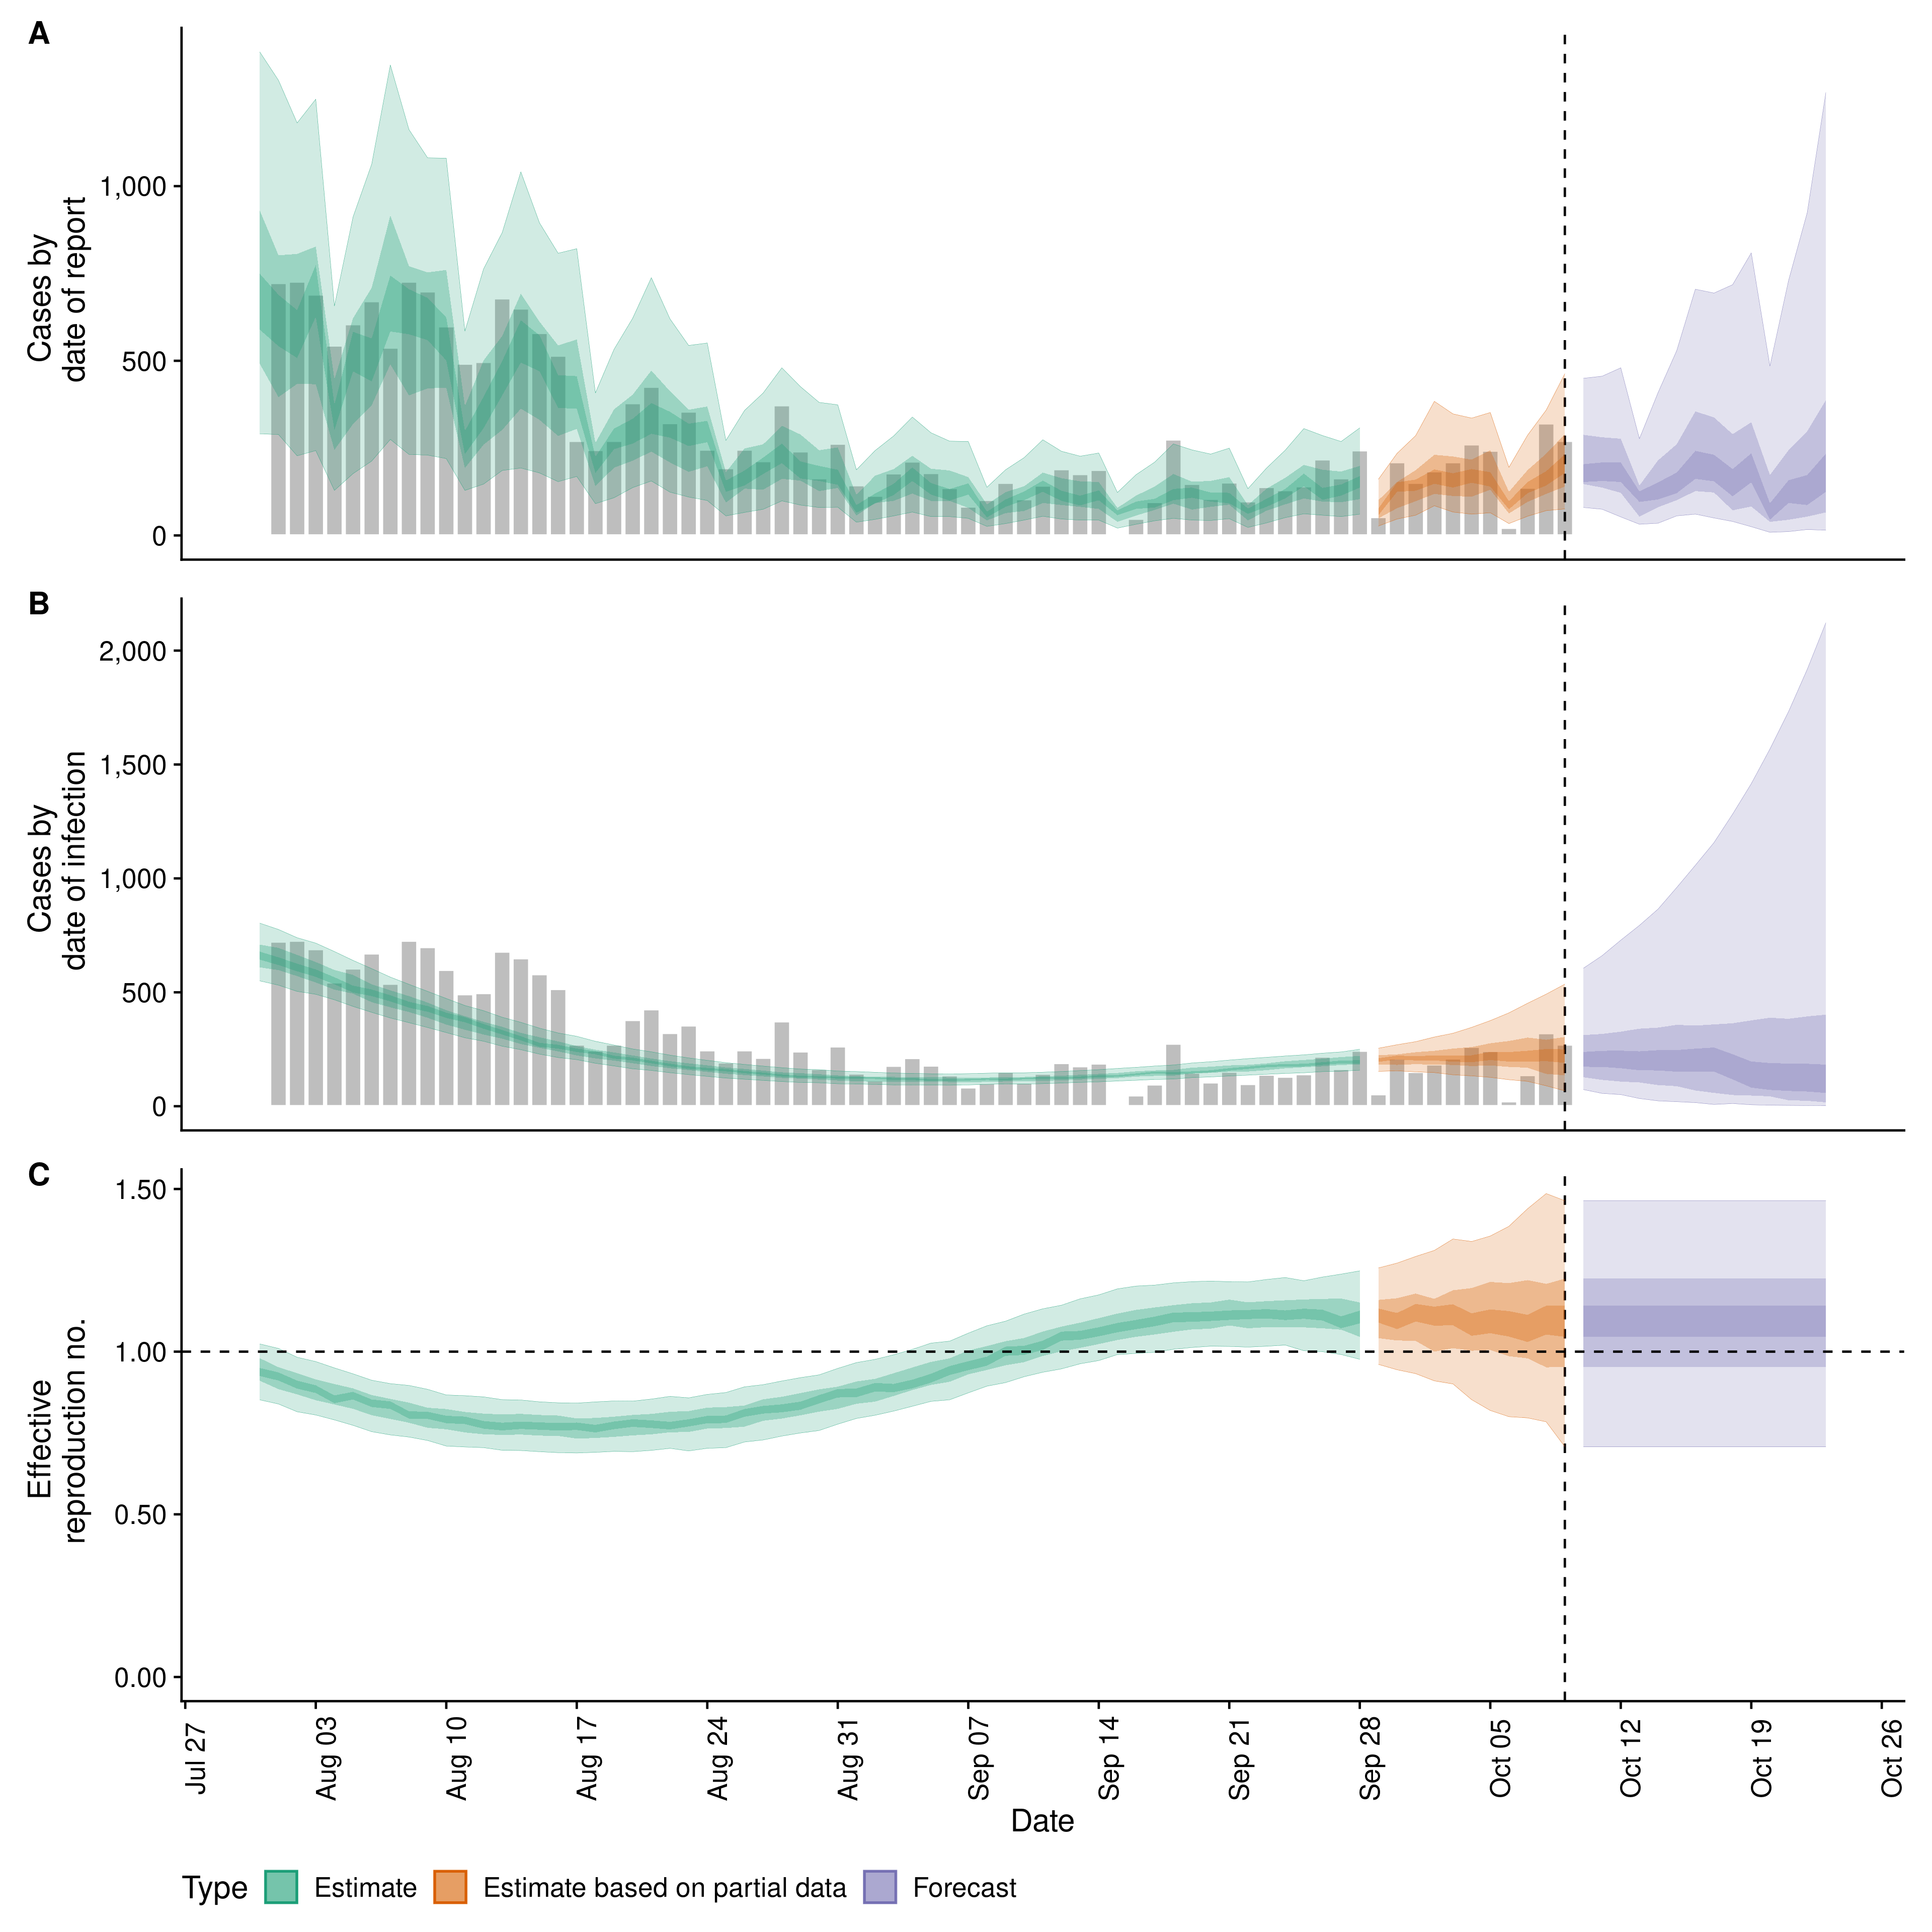 A
Cases by
date of report
1,000
500
0
B
Cases by
date of infection
2,000
1,500
1,000
500
0
C
Effective
reproduction no.
1.50
1.00
0.50
0.00
Jul 27
Aug 03
Aug 10
Aug 17
Aug 24
Aug 31
Sep 07
Sep 14
Sep 21
Sep 28
Oct 05
Oct 12
Oct 19
Oct 26
Date
Type Estimate Estimate based on partial data Forecast